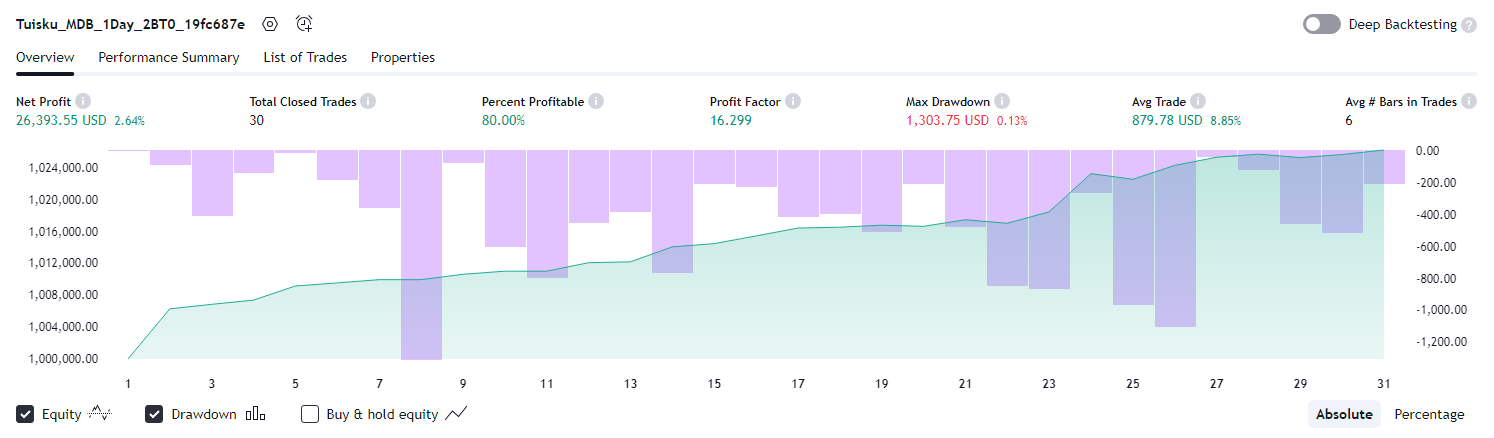 Tuisku_MDB_1Day_2BT0_19fc687e Deep Backtesting ?
Overview Performance Summary List of Trades Properties
Net Profit i Total Closed Trades i Percent Profitable i Profit Factor i Max Drawdown i Avg Trade i Avg # Bars in Trades i
26,393.55 USD 2.64% 30 80.00% 16.299 1,303.75 USD 0.13% 879.78 USD 8.85% 6
0.00
1,024,000.00
-200.00
1,020,000.00
-400.00
1,016,000.00
-600.00
1,012,000.00
-800.00
1,008,000.00
-1,000.00
1,004,000.00
-1,200.00
1,000,000.00
1 3 5 7 9 11 13 15 17 19 21 23 25 27 29 31
Equity Drawdown Buy & hold equity Absolute Percentage